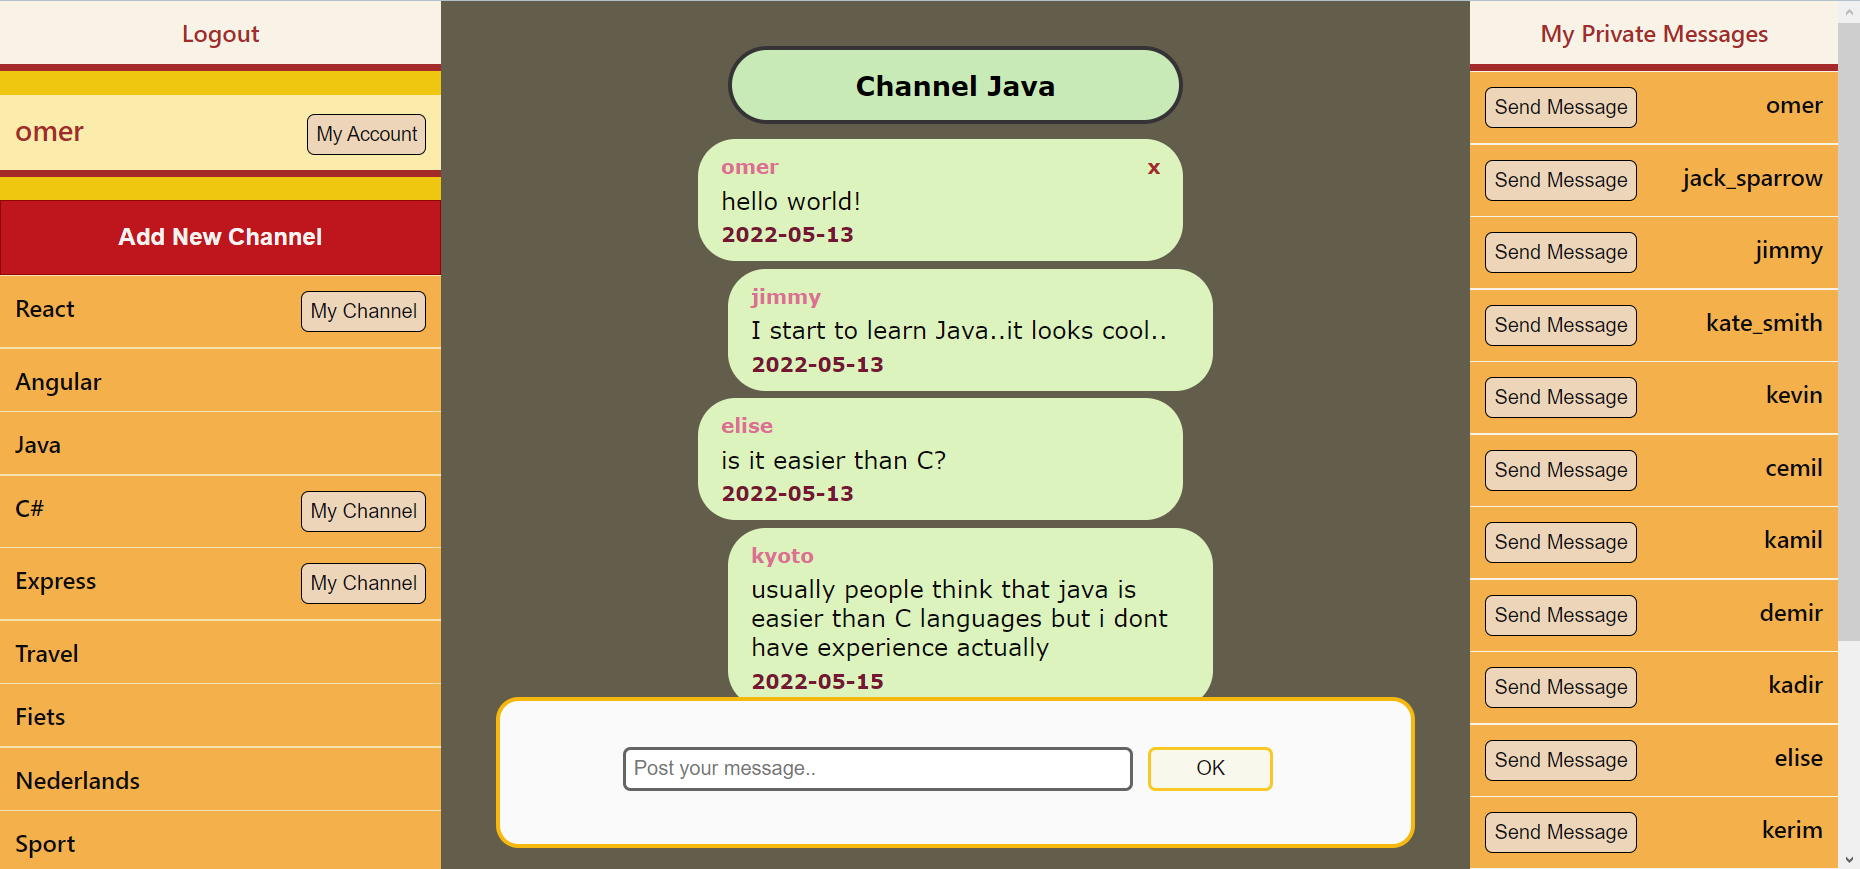 Logout
omer
My Account
Add New Channel
React
My Channel
Angular
Java
C#
My Channel
Express
My Channel
Travel
Fiets
Nederlands
Sport
Channel Java
omer
x
hello world!
2022-05-13
jimmy
I start to learn Java..it looks cool..
2022-05-13
elise
is it easier than C?
2022-05-13
kyoto
usually people think that java is
easier than C languages but i dont
have experience actually
2022-05-15
Post your message..
OK
My Private Messages
Send Message
omer
Send Message
jack_sparrow
Send Message
jimmy
Send Message
kate_smith
Send Message
kevin
Send Message
cemil
Send Message
kamil
Send Message
demir
Send Message
kadir
Send Message
elise
Send Message
kerim